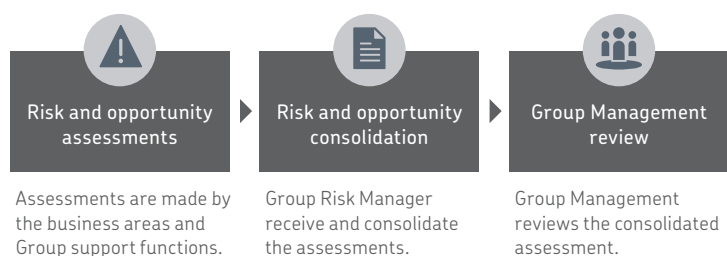 Risk and opportunity
assessments
Assessments are made by
the business areas and
Group support functions.
Risk and opportunity
consolidation
Group Risk Manager
receive and consolidate
the assessments.
Group Management
review
Group Management
reviews the consolidated
assessment.